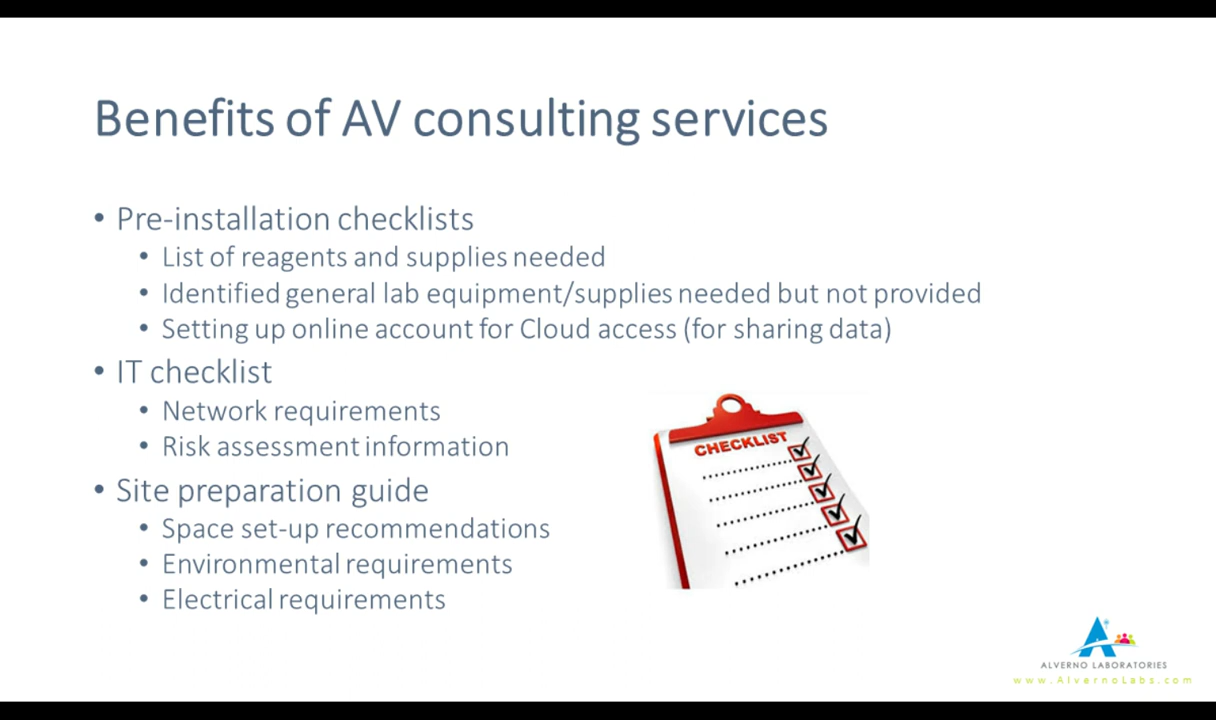 Benefits of AV consulting services
• Pre-installation checklists
• List of reagents and supplies needed
• Identified general lab equipment/supplies needed but not provided
• Setting up online account for Cloud access (for sharing data)
• IT checklist
• Network requirements
• Risk assessment information
• Site preparation guide
• Space set-up recommendations
• Environmental requirements
• Electrical requirements
CHECKLIST
ALVERNO LABORATORIES
www.AlvernoLabs.com